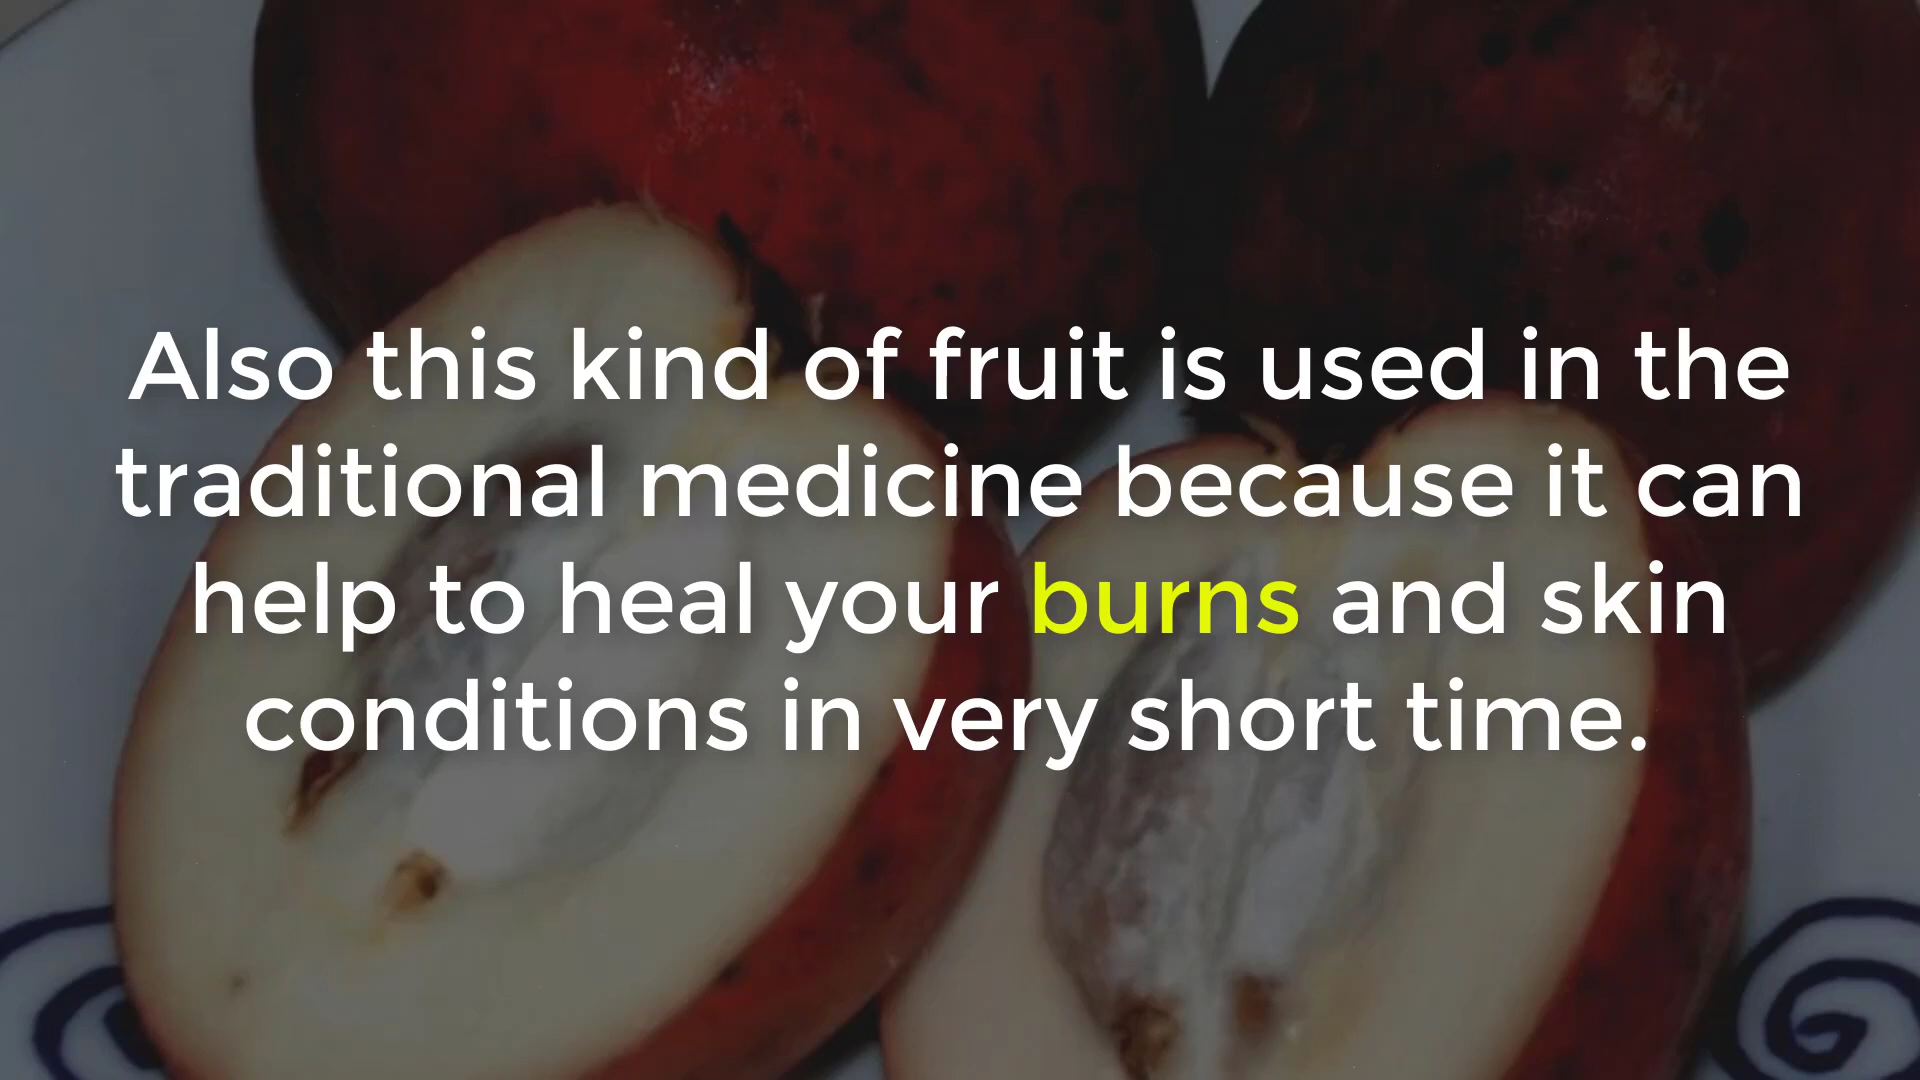 Also this kind of fruit is used in the
traditional medicine because it can
help to heal your burns and skin
conditions in very short time.